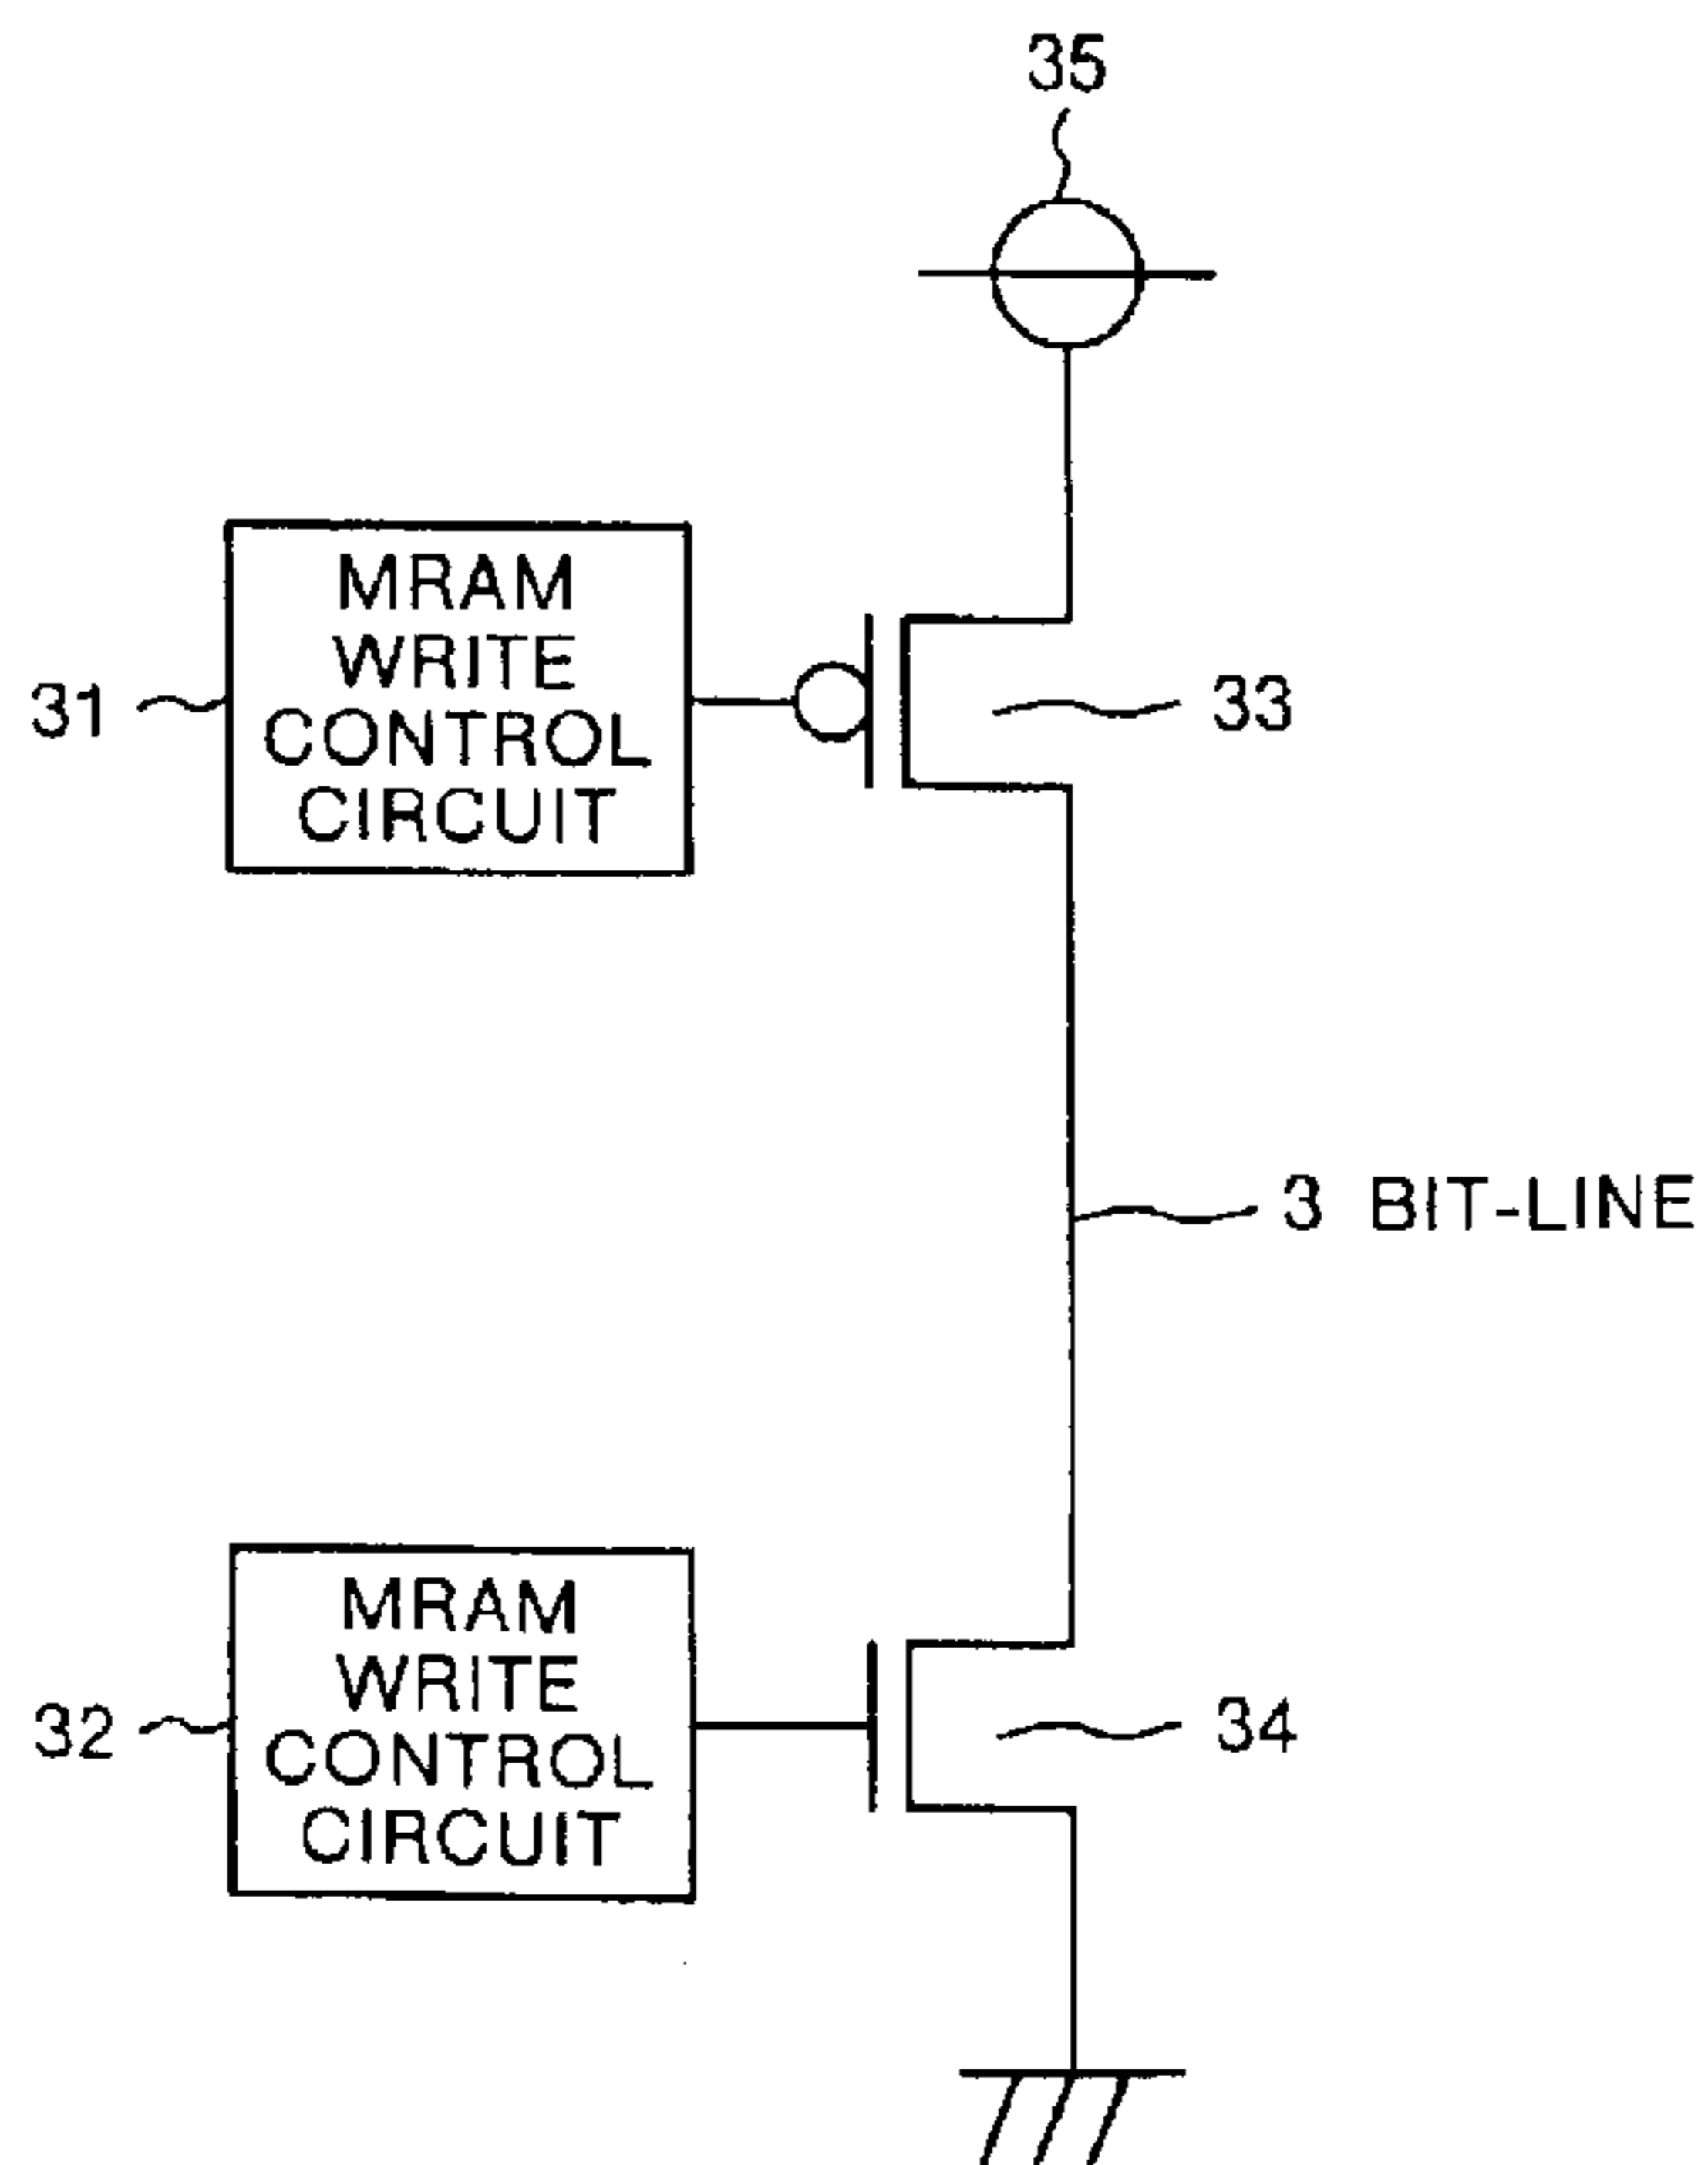 35
MRAM
WRITE
CONTROL
CIRCUIT
31
33
3 BIT-LINE
MRAM
WRITE
CONTROL
CIRCUIT
32
34